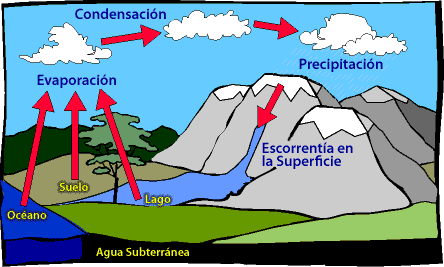 Condensación
Evaporación
Precipitación
Escorrentía en
la Superficie
Suelo
Lago
Océano
Agua Subterránea